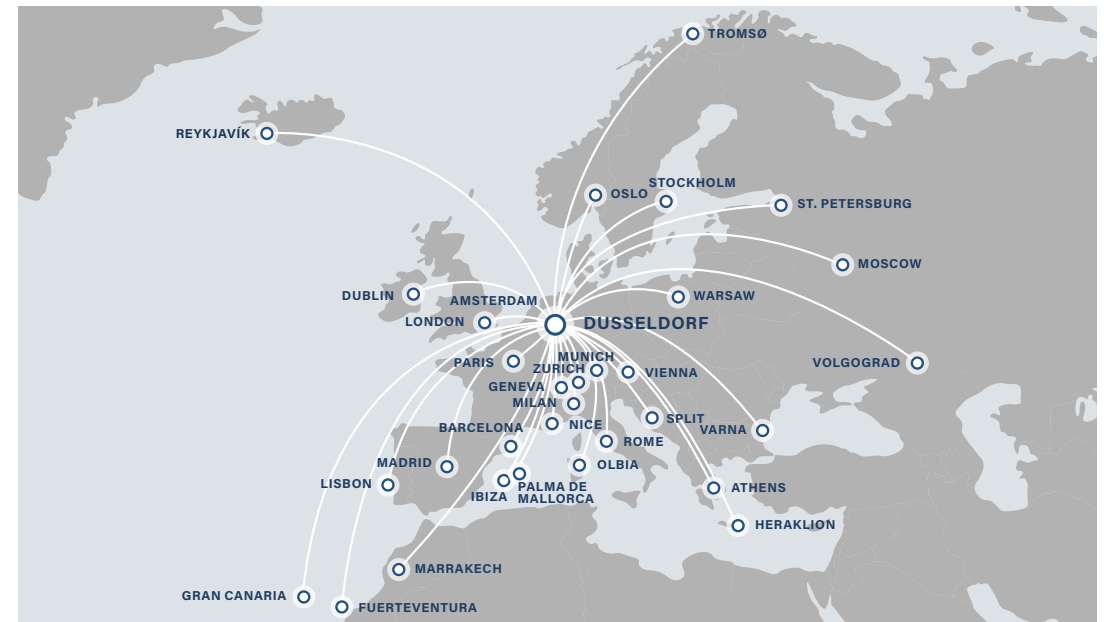 TROMSØ
REYKJAVÍK
STOCKHOLM
OSLO
ST. PETERSBURG
MOSCOW
DUBLIN
AMSTERDAM
WARSAW
LONDON
DUSSELDORF
MUNICH
PARIS
ZURICH
VIENNA
VOLGOGRAD
GENEVA
MILAN
SPLIT
BARCELONA
NICE
VARNA
ROME
MADRID
OLBIA
LISBON
PALMA DE
MALLORCA
IBIZA
ATHENS
HERAKLION
MARRAKECH
GRAN CANARIA
FUERTEVENTURA